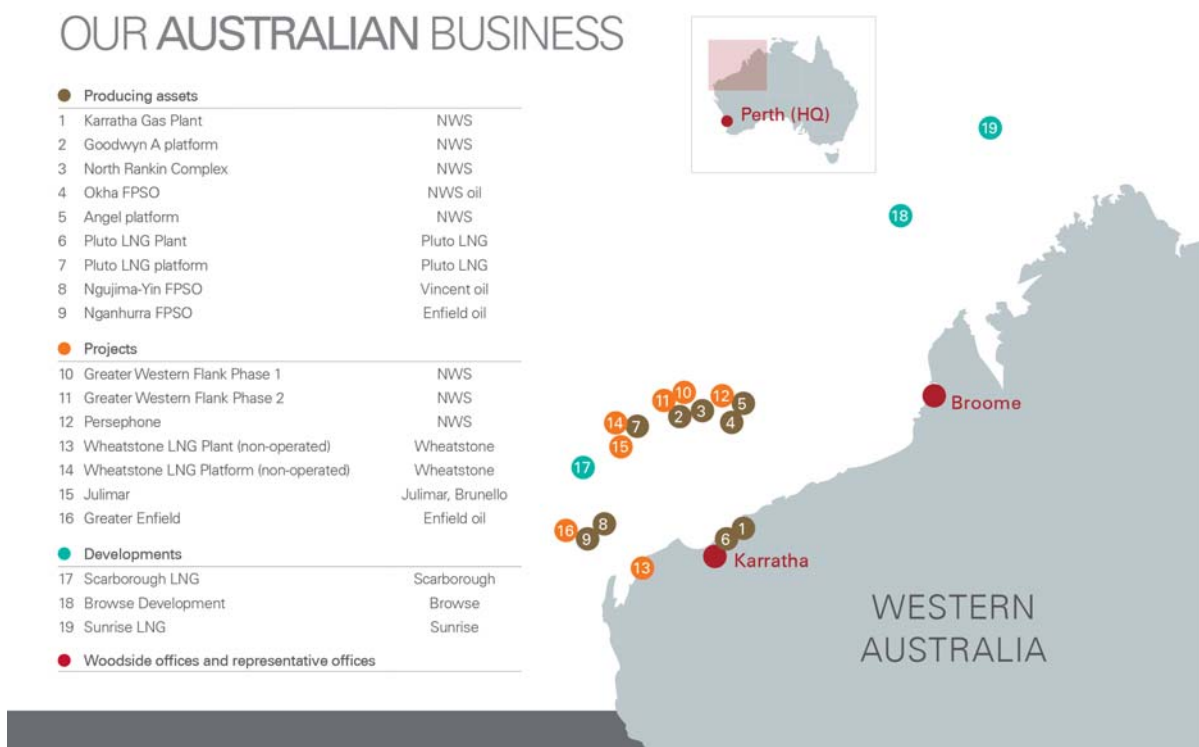 OUR AUSTRALIAN BUSINESS
Producing assets
1 Karratha Gas Plant NWS
2 Goodwyn A platform NWS
3 North Rankin Complex NWS
4 Okha FPSO NWS oil
5 Angel platform NWS
6 Pluto LNG Plant Pluto LNG
7 Pluto LNG platform Pluto LNG
8 Ngujima-Yin FPSO Vincent oil
9 Nganhurra FPSO Enfield oil
Projects
10 Greater Western Flank Phase 1 NWS
11 Greater Western Flank Phase 2 NWS
12 Persephone NWS
13 Wheatstone LNG Plant (non-operated) Wheatstone
14 Wheatstone LNG Platform (non-operated) Wheatstone
15 Julimar Julimar, Brunello
16 Greater Enfield Enfield oil
Developments
17 Scarborough LNG Scarborough
18 Browse Development Browse
19 Sunrise LNG Sunrise
Woodside offices and representative offices
Perth (HQ)
19
18
10
11
12
5
2
3
4
14
7
15
17
16
8
9
1
6
13
Broome
Karratha
WESTERN
AUSTRALIA